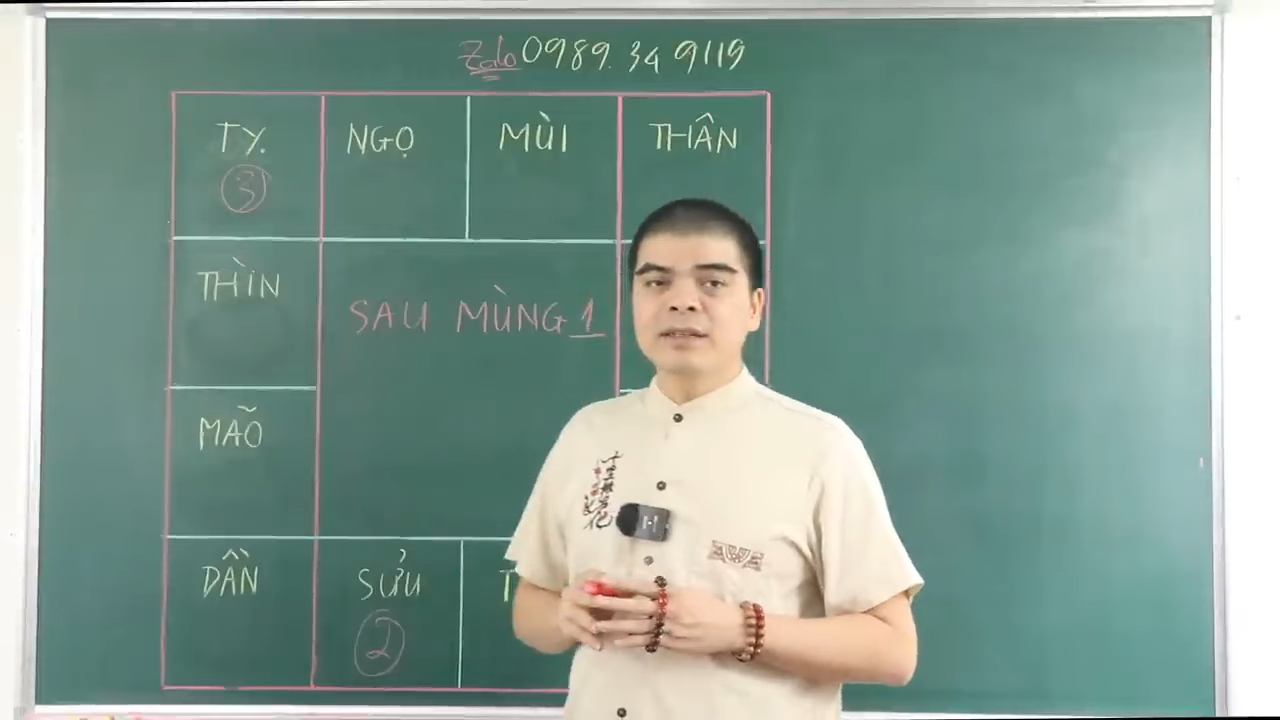 Zalo 0989.34 9119
TỴ. NGỌ MÙI THÂN
3
THÌN
SAU MÙNG 1
MÃO
DẦN SỬU T
2